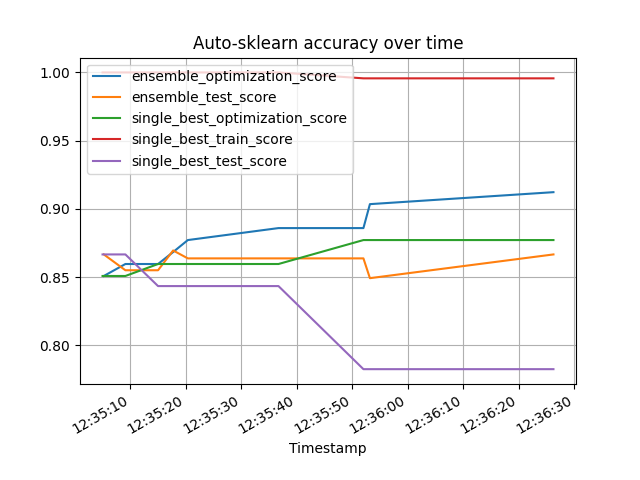 Auto-sklearn accuracy over time
1.00
0.95
0.90
0.85
0.80
ensemble_optimization_score
ensemble_test_score
single_best_optimization_score
single_best_train_score
single_best_test_score
12:35:10
12:35:20
12:35:30
12:35:40
12:35:50
12:36:00
12:36:10
12:36:20
12:36:30
Timestamp